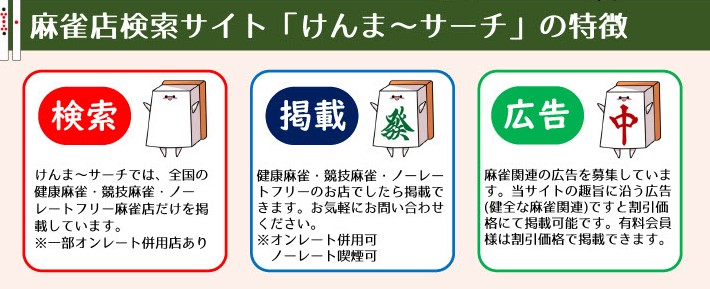 麻雀店検索サイト「けんま～サーチ」の特徴
検索
けんま～サーチでは、全国の
健康麻雀・競技麻雀・ノー
レートフリー麻雀店だけを掲
載しています。
※一部オンレート併用店あり
掲載
發
健康麻雀・競技麻雀・ノーレー
トフリーのお店でしたら掲載で
きます。お気軽にお問い合わせ
ください。
※オンレート併用可
ノーレート喫煙可
広告
中
麻雀関連の広告を募集していま
す。当サイトの趣旨に沿う広告
(健全な麻雀関連)ですと割引価
格にて掲載可能です。有料会員
様は割引価格で掲載できます。